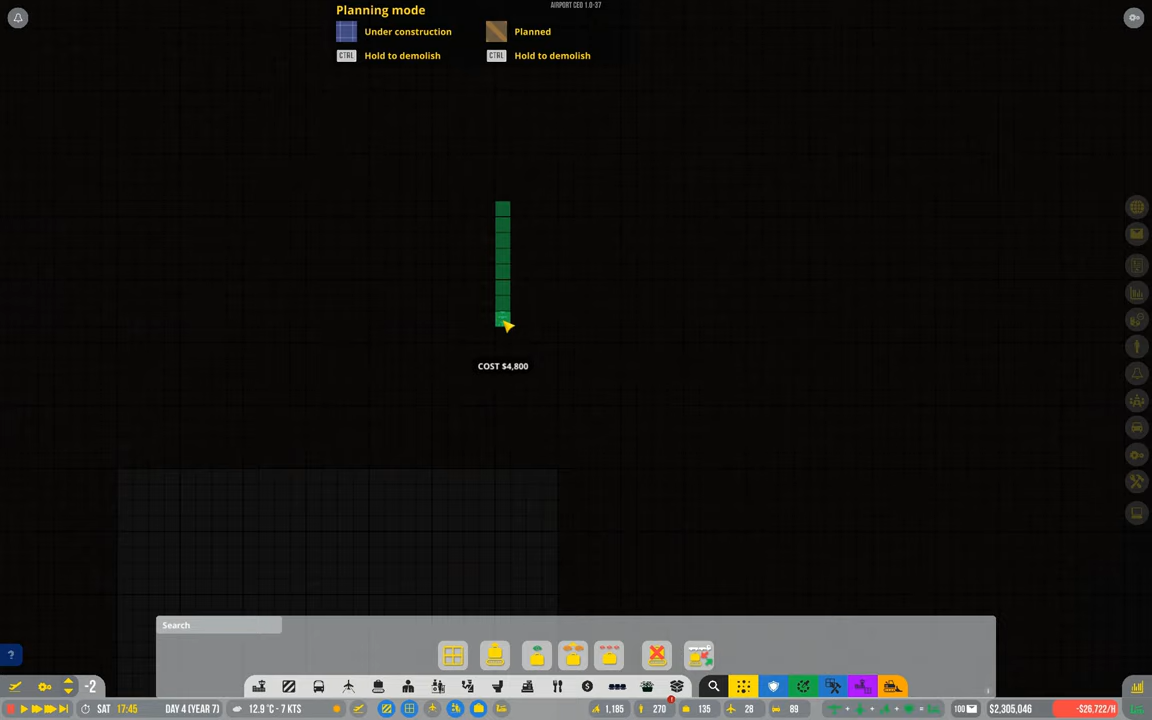 AIRPORT CEO 1.0-37
Planning mode
Under construction
Planned
CTRL Hold to demolish
CTRL Hold to demolish
COST $4,800
Search
?
-2
SAT 17:45
DAY 4 (YEAR 7)
12.9°C - 7 KTS
1,185
270
135
28
89
100
$2,305,046
-$26,722/H